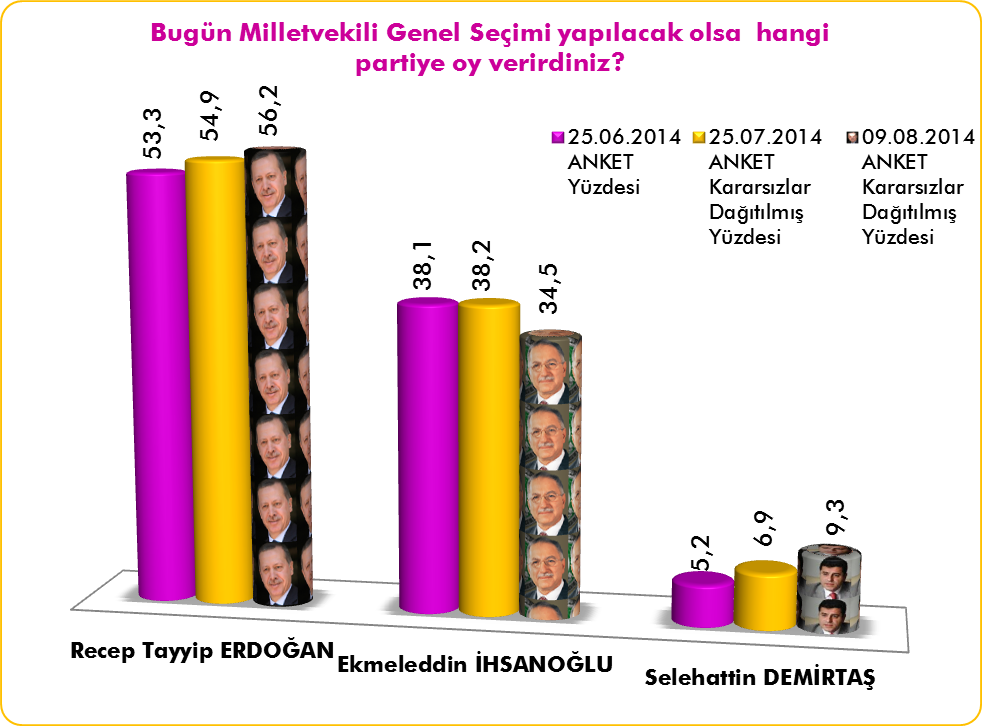 Bugün Milletvekili Genel Seçimi yapılacak olsa hangi
partiye oy verirdiniz?
25.06.2014
ANKET
Yüzdesi
25.07.2014
ANKET
Kararsızlar
Dağıtılmış
Yüzdesi
09.08.2014
ANKET
Kararsızlar
Dağıtılmış
Yüzdesi
53,3
54,9
56,2
38,1
38,2
34,5
5,2
6,9
9,3
Recep Tayyip ERDOĞAN
Ekmeleddin İHSANOĞLU
Selehattin DEMİRTAŞ